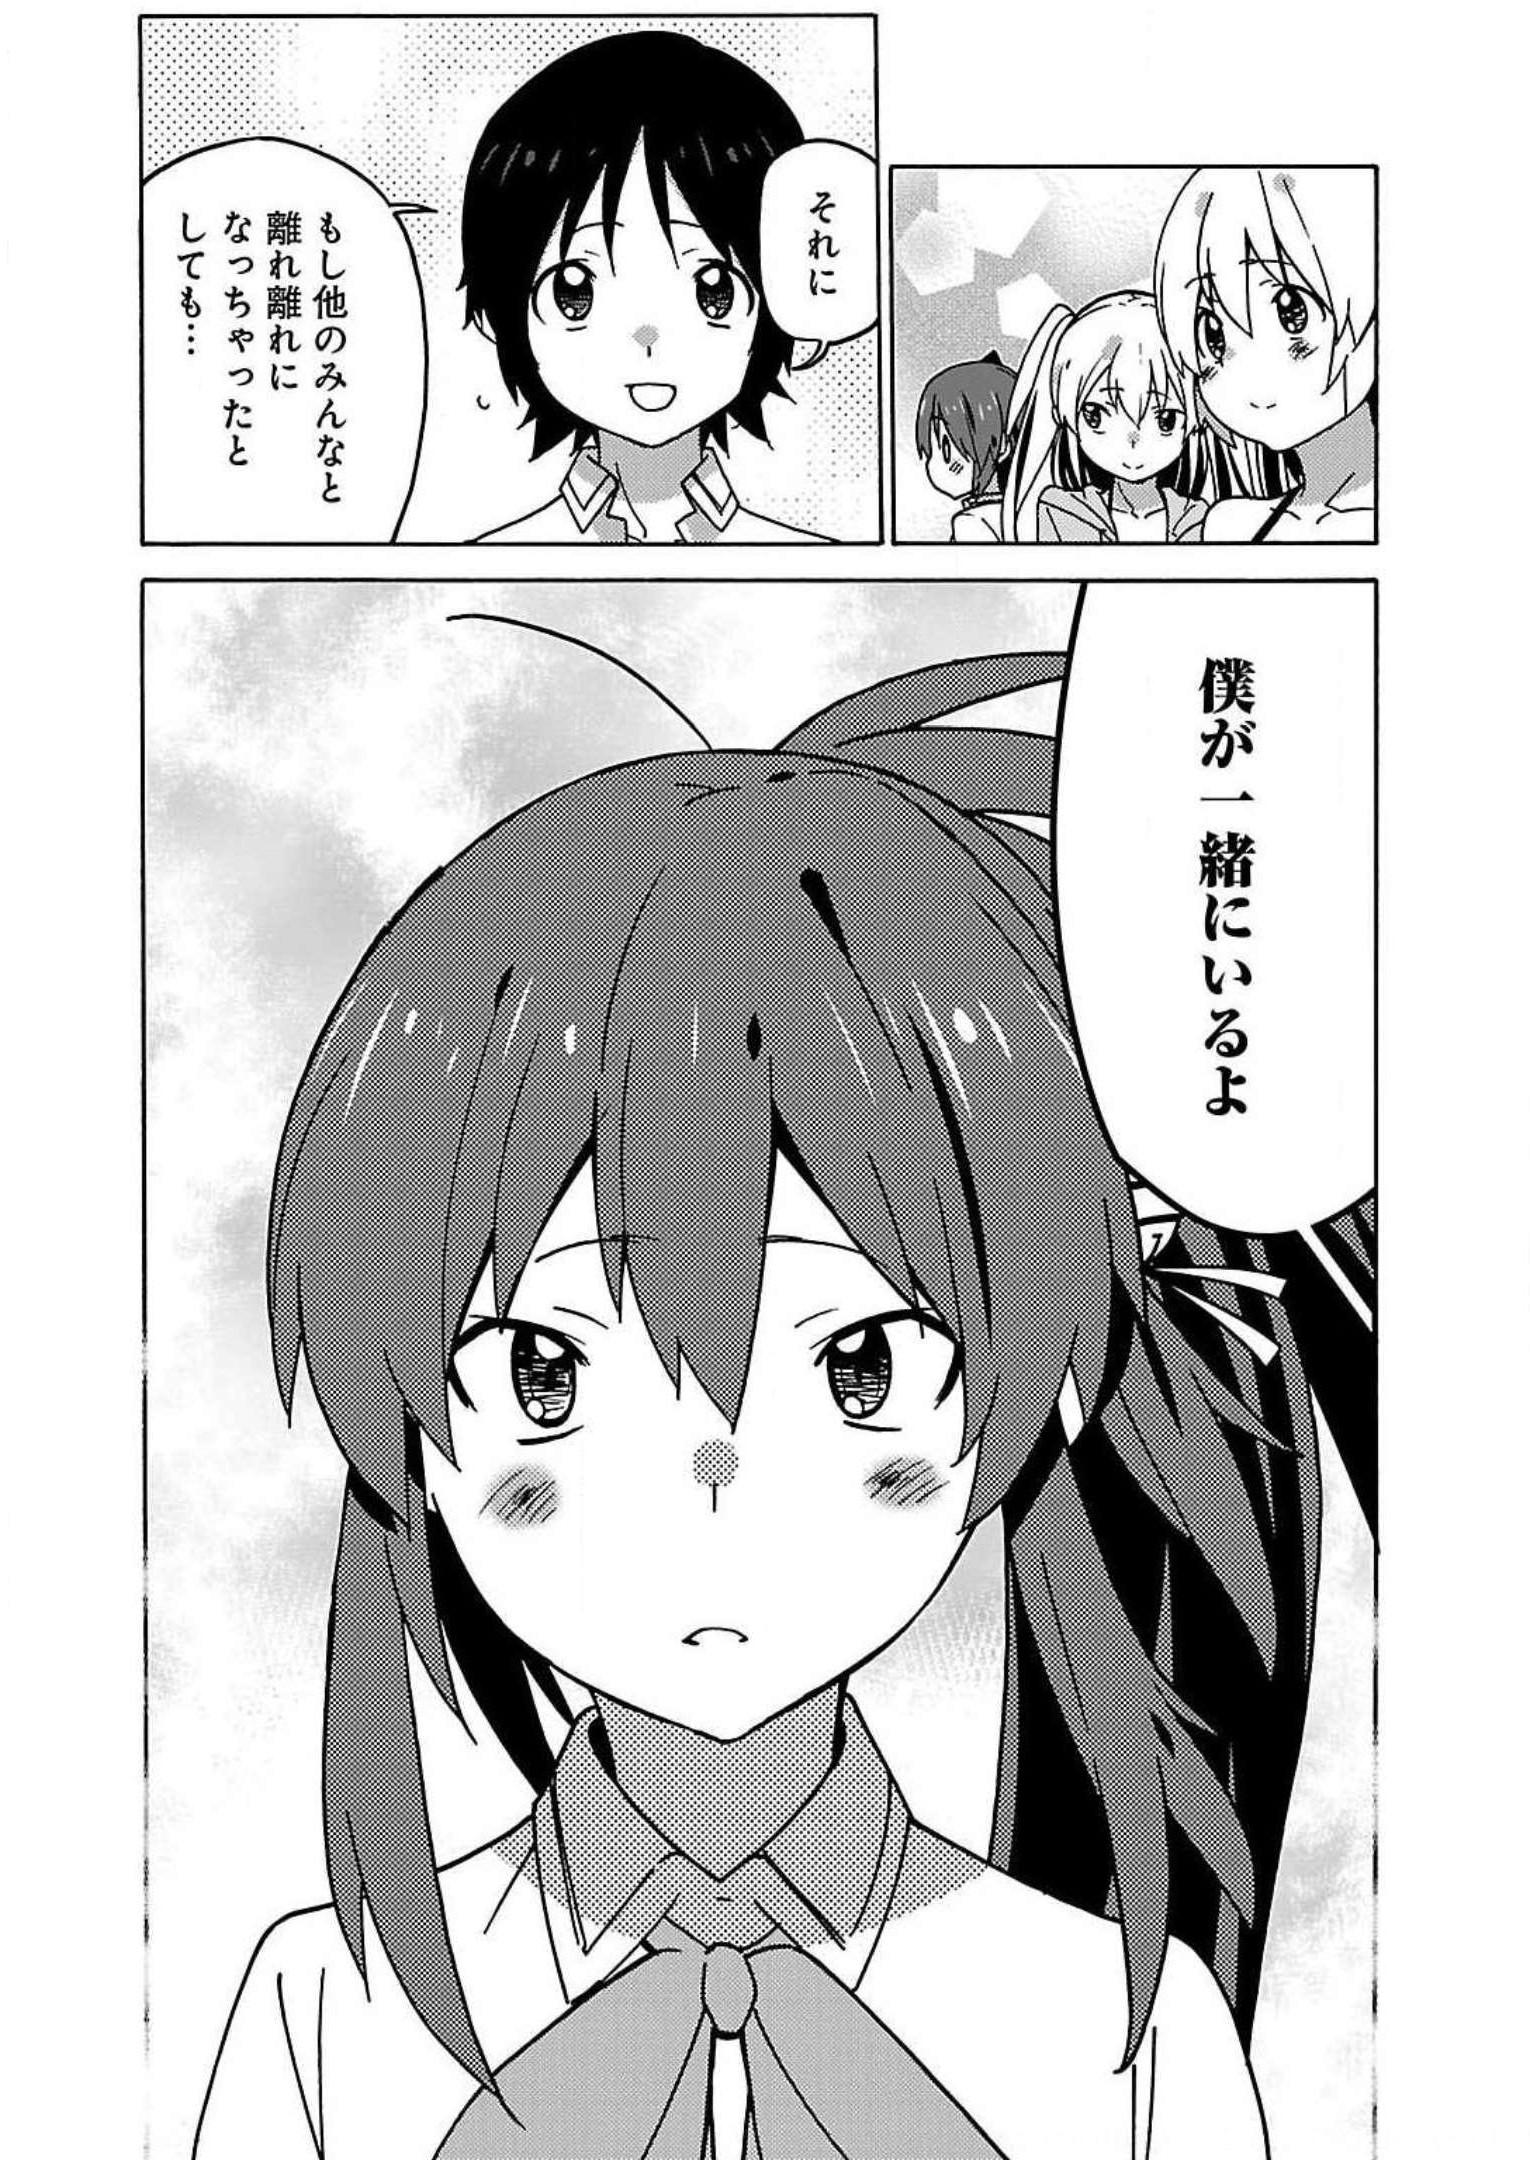 それに
もし他のみんなと
離れ離れに
なっちゃったと
しても…
僕が一緒にいるよ